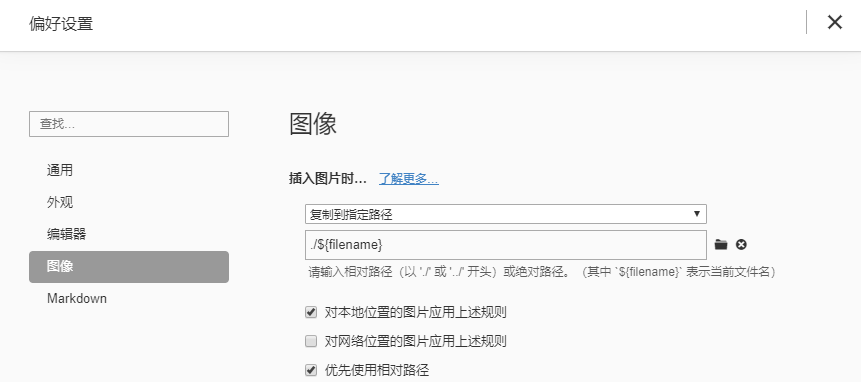 偏好设置
查找...
通用
外观
编辑器
图像
Markdown
图像
插入图片时... 了解更多...
复制到指定路径
./${filename}
请输入相对路径（以 './' 或 '../' 开头）或绝对路径。（其中 `${filename}` 表示当前文件名）
对本地位置的图片应用上述规则
对网络位置的图片应用上述规则
优先使用相对路径